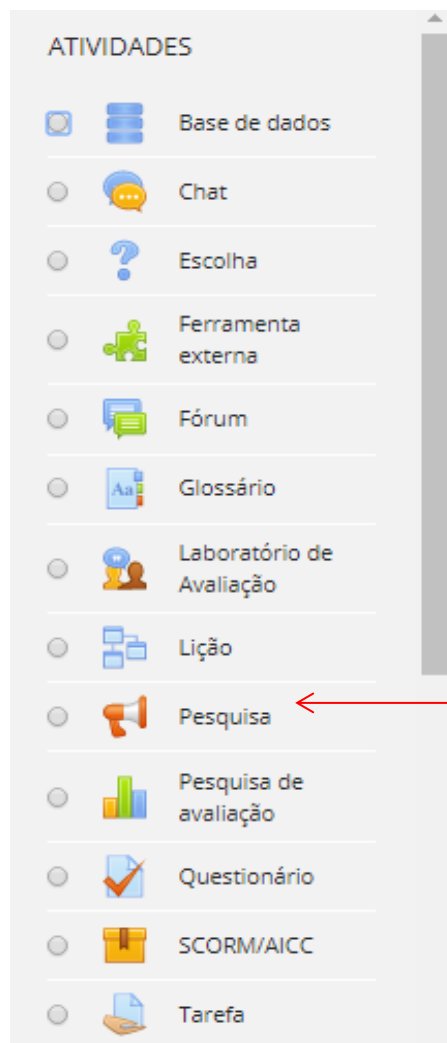 ATIVIDADES
Base de dados
Chat
Escolha
Ferramenta
externa
Fórum
Aa
Glossário
Laboratório de
Avaliação
Lição
Pesquisa
Pesquisa de
avaliação
Questionário
SCORM/AICC
Tarefa